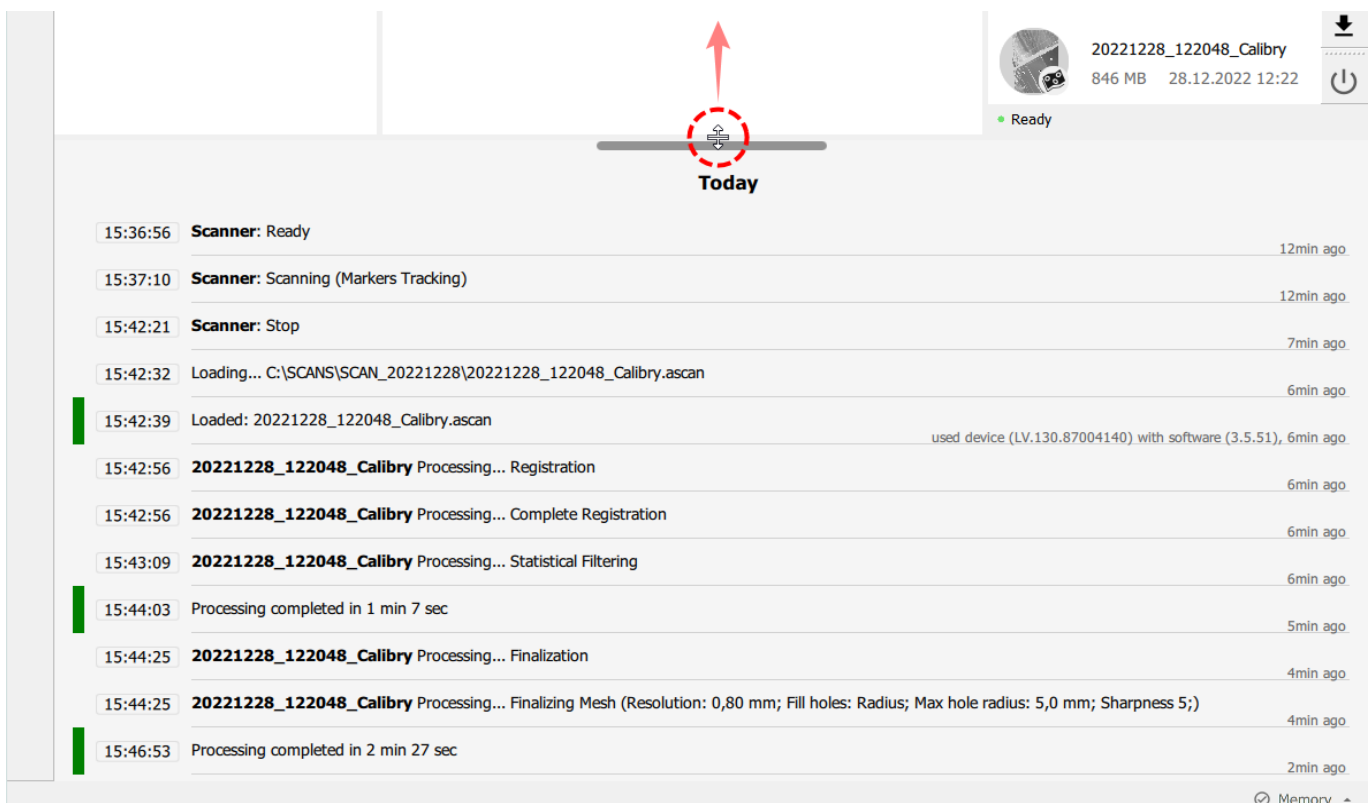 20221228_122048_Calibry
846 MB 28.12.2022 12:22
Ready
Today
15:36:56 Scanner: Ready
12min ago
15:37:10 Scanner: Scanning (Markers Tracking)
12min ago
15:42:21 Scanner: Stop
7min ago
15:42:32 Loading... C:\SCANS\SCAN_20221228\20221228_122048_Calibry.ascan
6min ago
15:42:39 Loaded: 20221228_122048_Calibry.ascan
used device (LV.130.87004140) with software (3.5.51), 6min ago
15:42:56 20221228_122048_Calibry Processing... Registration
6min ago
15:42:56 20221228_122048_Calibry Processing... Complete Registration
6min ago
15:43:09 20221228_122048_Calibry Processing... Statistical Filtering
6min ago
15:44:03 Processing completed in 1 min 7 sec
5min ago
15:44:25 20221228_122048_Calibry Processing... Finalization
4min ago
15:44:25 20221228_122048_Calibry Processing... Finalizing Mesh (Resolution: 0,80 mm; Fill holes: Radius; Max hole radius: 5,0 mm; Sharpness 5;)
4min ago
15:46:53 Processing completed in 2 min 27 sec
2min ago
Memory